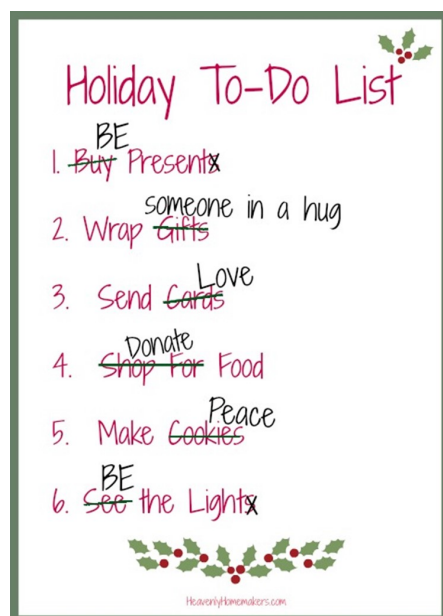 Holiday To-Do List
BE
1. Buy Presents
someone in a hug
2. Wrap Gifts
Love
3. Send Cards
Donate
4. Shop For Food
Peace
5. Make Cookies
BE
6. See the Lights
HeavenlyHomemakers.com